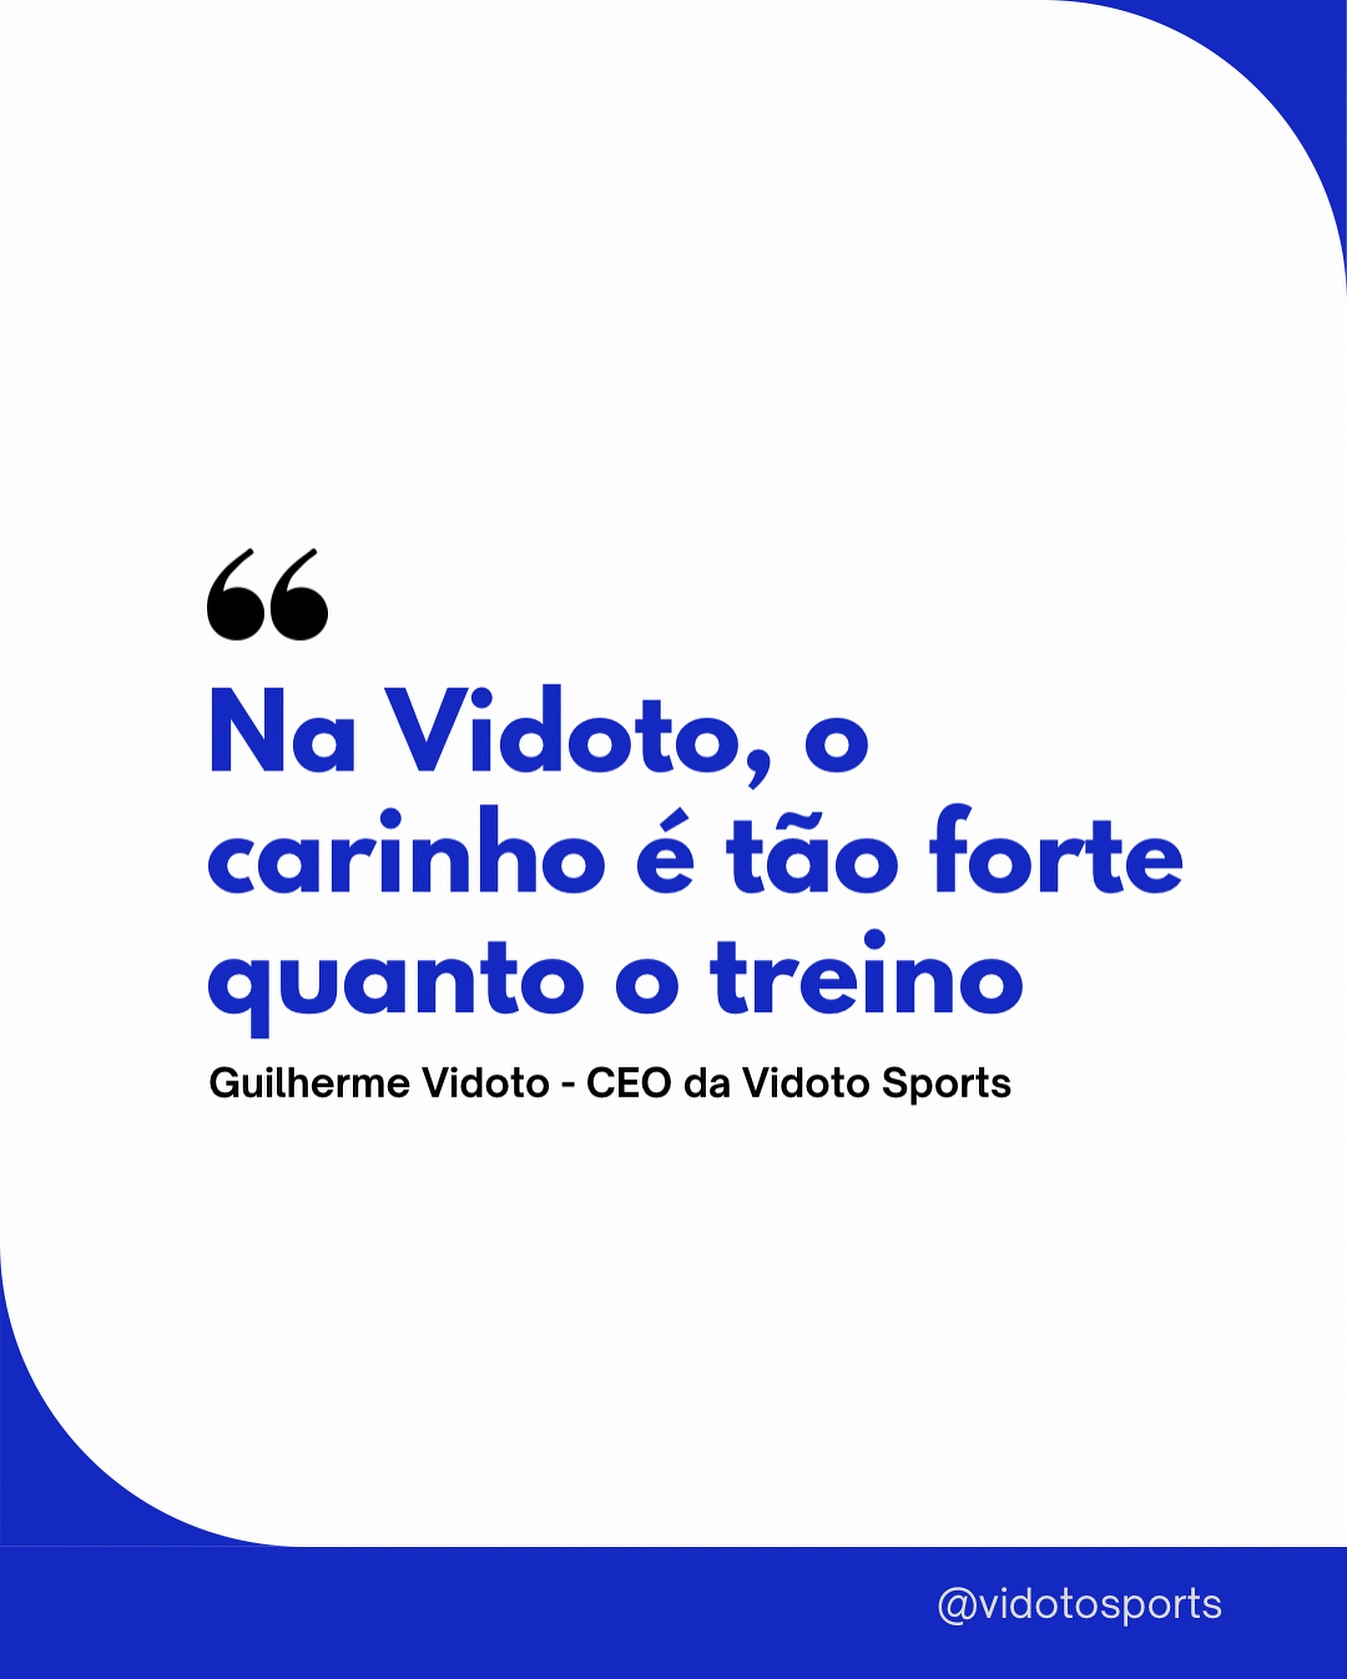 “
Na Vidoto, o
carinho é tão forte
quanto o treino
Guilherme Vidoto - CEO da Vidoto Sports
@vidotosports